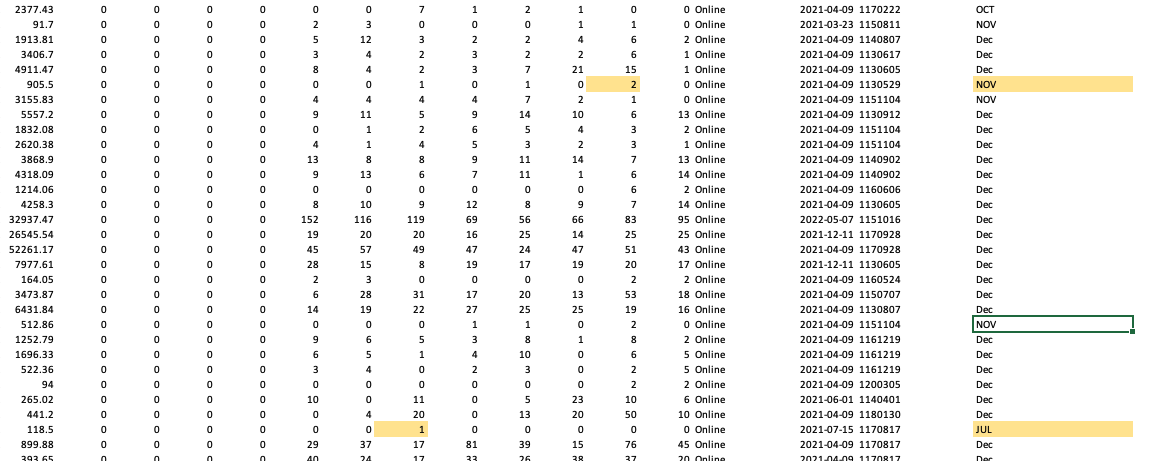 2377.43 0 0 0 0 0 0 7 1 2 1 0 0 Online 2021-04-09 1170222 OCT
91.7 0 0 0 0 2 3 0 0 0 1 1 0 Online 2021-03-23 1150811 NOV
1913.81 0 0 0 0 5 12 3 2 2 4 6 2 Online 2021-04-09 1140807 Dec
3406.7 0 0 0 0 3 4 2 3 2 2 6 1 Online 2021-04-09 1130617 Dec
4911.47 0 0 0 0 8 4 2 3 7 21 15 1 Online 2021-04-09 1130605 Dec
905.5 0 0 0 0 0 0 1 0 1 0 2 0 Online 2021-04-09 1130529 NOV
3155.83 0 0 0 0 4 4 4 4 7 2 1 0 Online 2021-04-09 1151104 NOV
5557.2 0 0 0 0 9 11 5 9 14 10 6 13 Online 2021-04-09 1130912 Dec
1832.08 0 0 0 0 0 1 2 6 5 4 3 2 Online 2021-04-09 1151104 Dec
2620.38 0 0 0 0 4 1 4 5 3 2 3 1 Online 2021-04-09 1151104 Dec
3868.9 0 0 0 0 13 8 8 9 11 14 7 13 Online 2021-04-09 1140902 Dec
4318.09 0 0 0 0 9 13 6 7 11 1 6 14 Online 2021-04-09 1140902 Dec
1214.06 0 0 0 0 0 0 0 0 0 0 6 2 Online 2021-04-09 1160606 Dec
4258.3 0 0 0 0 8 10 9 12 8 9 7 14 Online 2021-04-09 1130605 Dec
32937.47 0 0 0 0 152 116 119 69 56 66 83 95 Online 2022-05-07 1151016 Dec
26545.54 0 0 0 0 19 20 20 16 25 14 25 25 Online 2021-12-11 1170928 Dec
52261.17 0 0 0 0 45 57 49 47 24 47 51 43 Online 2021-04-09 1170928 Dec
7977.61 0 0 0 0 28 15 8 19 17 19 20 17 Online 2021-12-11 1130605 Dec
164.05 0 0 0 0 2 3 0 0 0 0 2 2 Online 2021-04-09 1160524 Dec
3473.87 0 0 0 0 6 28 31 17 20 13 53 18 Online 2021-04-09 1150707 Dec
6431.84 0 0 0 0 14 19 22 27 25 25 19 16 Online 2021-04-09 1130807 Dec
512.86 0 0 0 0 0 0 0 1 1 0 2 0 Online 2021-04-09 1151104 NOV
1252.79 0 0 0 0 9 6 5 3 8 1 8 2 Online 2021-04-09 1161219 Dec
1696.33 0 0 0 0 6 5 1 4 10 0 6 5 Online 2021-04-09 1161219 Dec
522.36 0 0 0 0 3 4 0 2 3 0 2 5 Online 2021-04-09 1161219 Dec
94 0 0 0 0 0 0 0 0 0 0 2 2 Online 2021-04-09 1200305 Dec
265.02 0 0 0 0 10 0 11 0 5 23 10 6 Online 2021-06-01 1140401 Dec
441.2 0 0 0 0 0 4 20 0 13 20 50 10 Online 2021-04-09 1180130 Dec
118.5 0 0 0 0 0 0 1 0 0 0 0 0 Online 2021-07-15 1170817 JUL
899.88 0 0 0 0 29 37 17 81 39 15 76 45 Online 2021-04-09 1170817 Dec
393.65 0 0 0 0 40 24 17 33 26 38 37 20 Online 2021-04-09 1170817 Dec